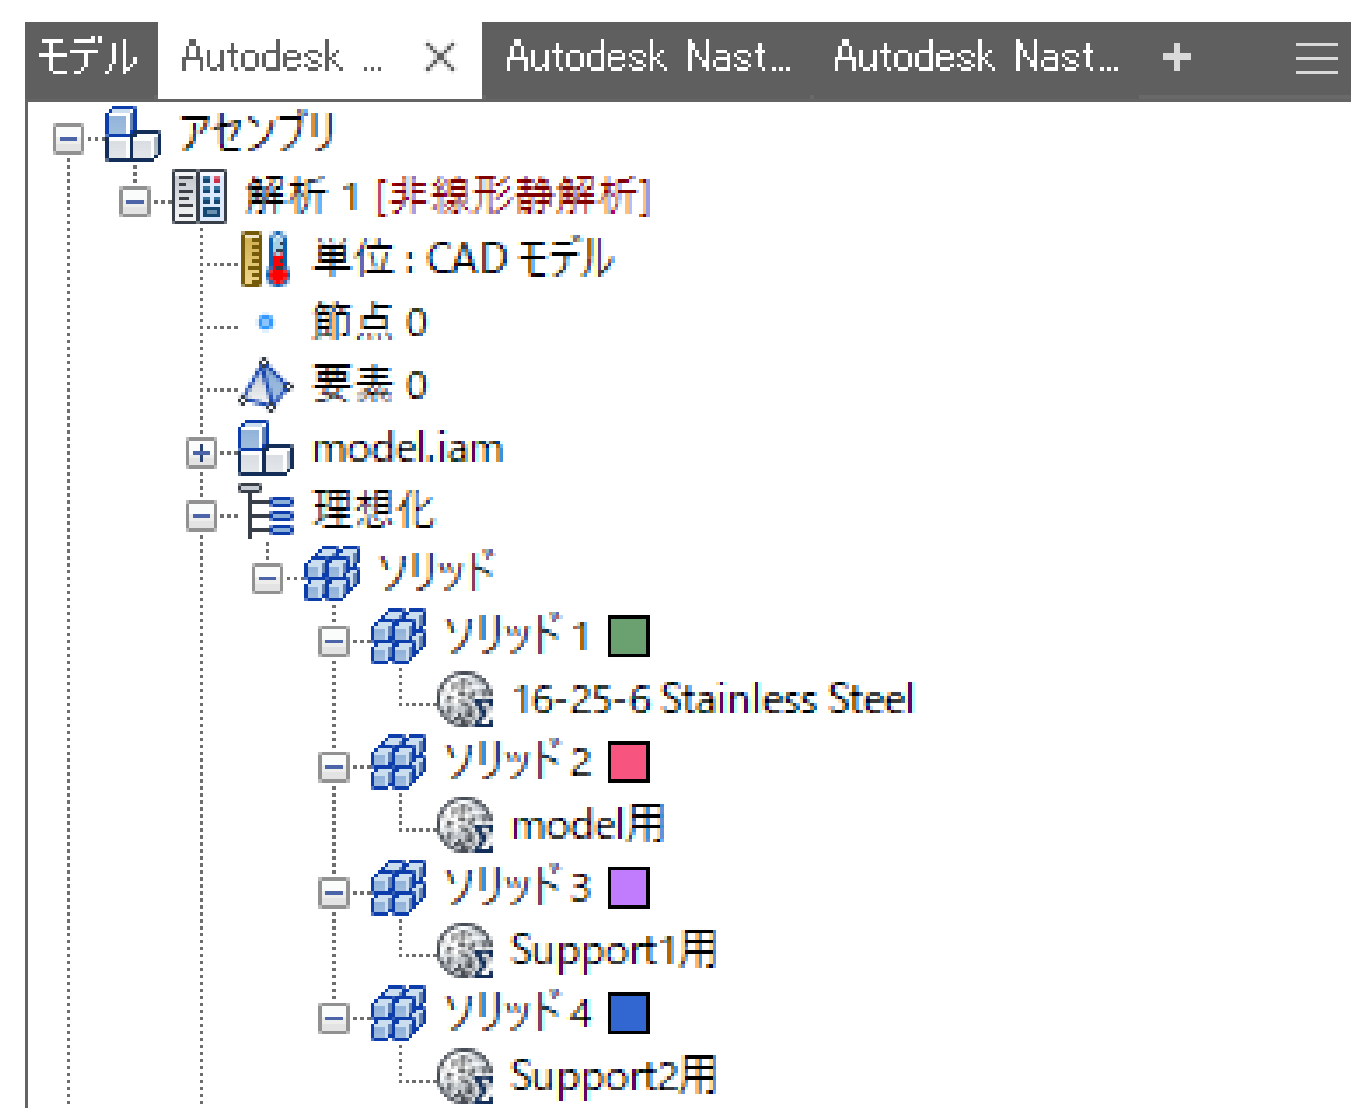 モデル Autodesk ... Autodesk Nast... Autodesk Nast...
アセンブリ
解析 1 [非線形静解析]
単位 : CAD モデル
節点 0
要素 0
model.iam
理想化
ソリッド
ソリッド 1
16-25-6 Stainless Steel
ソリッド 2
model用
ソリッド 3
Support1用
ソリッド 4
Support2用